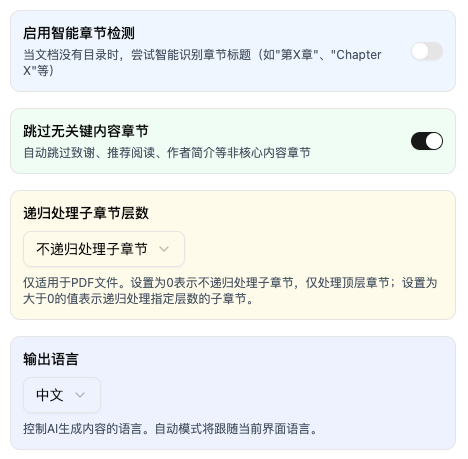 启用智能章节检测
当文档没有目录时，尝试智能识别章节标题（如"第X章"、"Chapter
X"等）
跳过无关键内容章节
自动跳过致谢、推荐阅读、作者简介等非核心内容章节
递归处理子章节层数
不递归处理子章节
仅适用于PDF文件。设置为0表示不递归处理子章节，仅处理顶层章节；设置为
大于0的值表示递归处理指定层数的子章节。
输出语言
中文
控制AI生成内容的语言。自动模式将跟随当前界面语言。